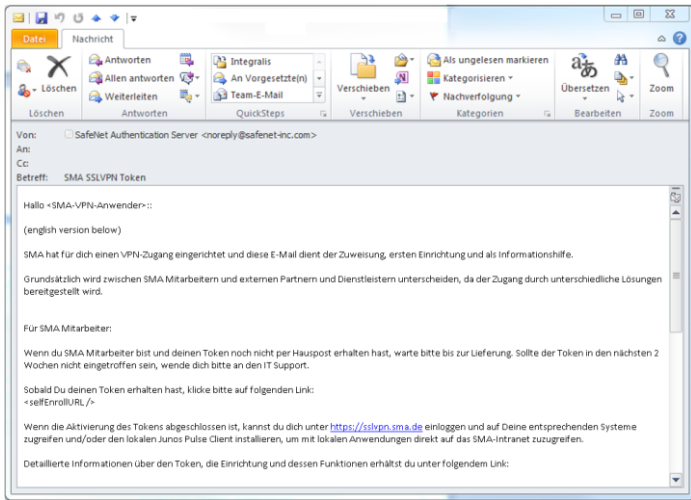 Datei Nachricht
Löschen
Antworten
Allen antworten
Weiterleiten
Integralis
An Vorgesetzte(n)
Team-E-Mail
Verschieben
Als ungelesen markieren
Kategorisieren
Nachverfolgung
Übersetzen
Zoom
Löschen Antworten QuickSteps Verschieben Kategorien Bearbeiten Zoom
Von: SafeNet Authentication Server <noreply@safenet-inc.com>
An:
Cc:
Betreff: SMA SSLVPN Token
Hallo <SMA-VPN-Anwender>::
(english version below)
SMA hat für dich einen VPN-Zugang eingerichtet und diese E-Mail dient der Zuweisung, ersten Einrichtung und als Informationshilfe.
Grundsätzlich wird zwischen SMA Mitarbeitern und externen Partnern und Dienstleistern unterscheiden, da der Zugang durch unterschiedliche Lösungen
bereitgestellt wird.
Für SMA Mitarbeiter:
Wenn du SMA Mitarbeiter bist und deinen Token noch nicht per Hauspost erhalten hast, warte bitte bis zur Lieferung. Sollte der Token in den nächsten 2
Wochen nicht eingetroffen sein, wende dich bitte an den IT Support.
Sobald Du deinen Token erhalten hast, klicke bitte auf folgenden Link:
<selfEnrollURL/>
Wenn die Aktivierung des Tokens abgeschlossen ist, kannst du dich unter https://sslvpn.sma.de einloggen und auf Deine entsprechenden Systeme
zugreifen und/oder den lokalen Junos Pulse Client installieren, um mit lokalen Anwendungen direkt auf das SMA-Intranet zuzugreifen.
Detaillierte Informationen über den Token, die Einrichtung und dessen Funktionen erhältst du unter folgendem Link: